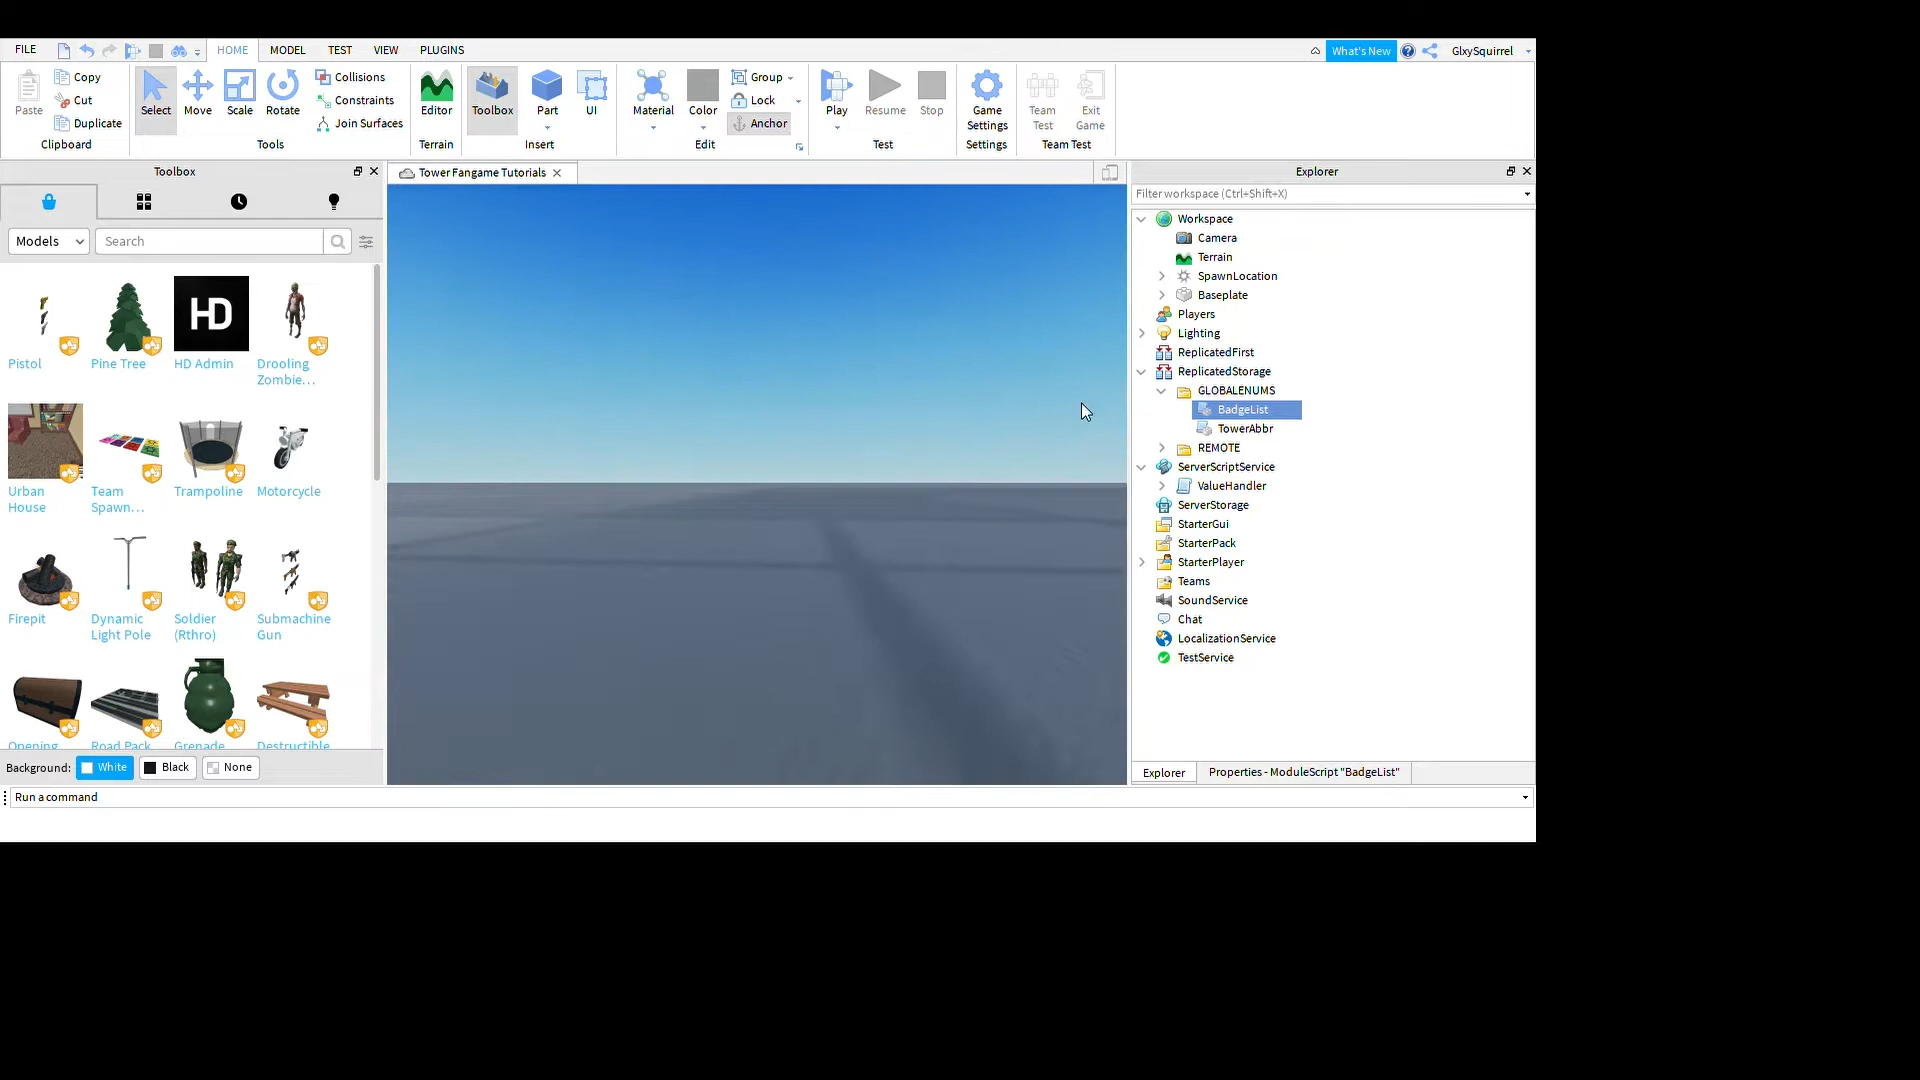 FILE
HOME
MODEL
TEST
VIEW
PLUGINS
What's New
GlxySquirrel
Paste
Copy
Cut
Duplicate
Clipboard
Select
Move
Scale
Rotate
Collisions
Constraints
Join Surfaces
Tools
Editor
Terrain
Toolbox
Part
UI
Insert
Material
Color
Group
Lock
Anchor
Edit
Play
Resume
Stop
Test
Game
Settings
Settings
Team
Test
Exit
Game
Team Test
Toolbox
Models
Search
Pistol
Pine Tree
HD
HD Admin
Drooling
Zombie...
Urban
House
Team
Spawn...
Trampoline
Motorcycle
Firepit
Dynamic
Light Pole
Soldier
(Rthro)
Submachine
Gun
Opening
Road Pack
Grenade
Destructible
Background:
White
Black
None
Tower Fangame Tutorials
Explorer
Filter workspace (Ctrl+Shift+X)
Workspace
Camera
Terrain
SpawnLocation
Baseplate
Players
Lighting
ReplicatedFirst
ReplicatedStorage
GLOBALENUMS
BadgeList
TowerAbbr
REMOTE
ServerScriptService
ValueHandler
ServerStorage
StarterGui
StarterPack
StarterPlayer
Teams
SoundService
Chat
LocalizationService
TestService
Explorer
Properties - ModuleScript "BadgeList"
Run a command